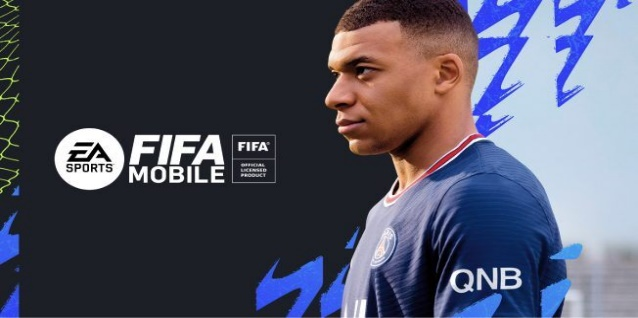 EA
SPORTS
FIFA
MOBILE
FIFA
OFFICIAL
LICENSED
PRODUCT
QNB